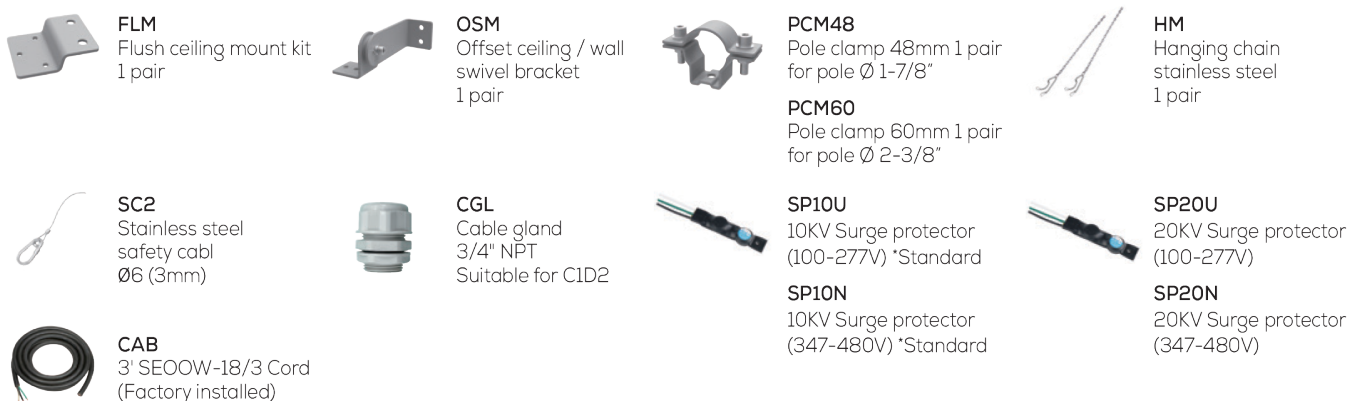 FLM
Flush ceiling mount kit
1 pair
OSM
Offset ceiling / wall
swivel bracket
1 pair
PCM48
Pole clamp 48mm 1 pair
for pole Ø 1-7/8"
PCM60
Pole clamp 60mm 1 pair
for pole Ø 2-3/8"
HM
Hanging chain
stainless steel
1 pair
SC2
Stainless steel
safety cabl
Ø6 (3mm)
CGL
Cable gland
3/4" NPT
Suitable for C1D2
SP10U
10KV Surge protector
(100-277V) *Standard
SP10N
10KV Surge protector
(347-480V) *Standard
SP20U
20KV Surge protector
(100-277V)
SP20N
20KV Surge protector
(347-480V)
CAB
3' SEOOW-18/3 Cord
(Factory installed)